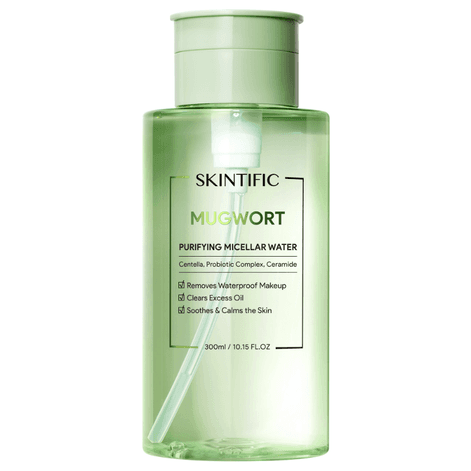 SKINTIFIC
MUGWORT
PURIFYING MICELLAR WATER
Centella, Probiotic Complex, Ceramide
☑ Removes Waterproof Makeup
☑ Clears Excess Oil
☑ Soothes & Calms the Skin
300ml / 10.15 FL.OZ